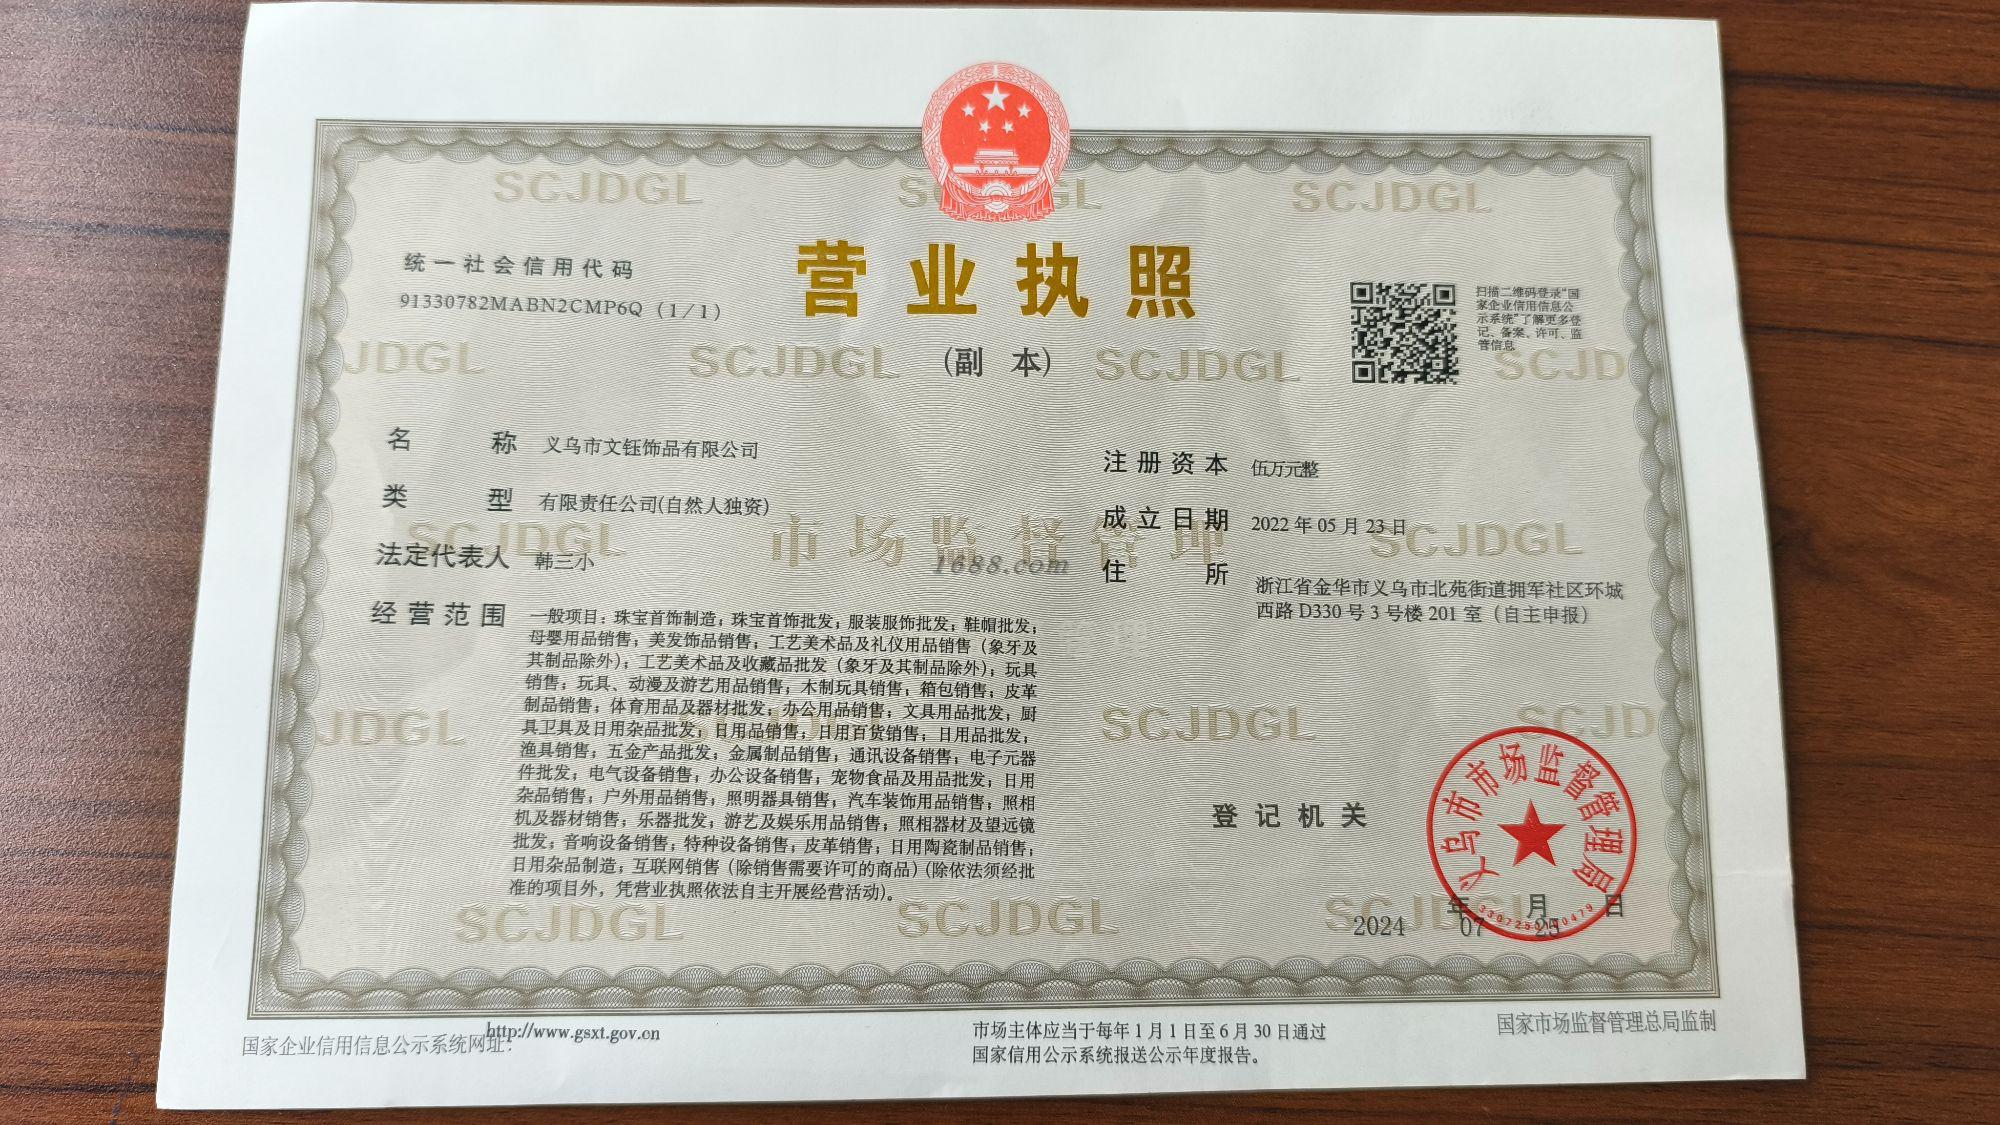 SCJDGL SCJDGL SCJDGL
营业执照
(副 本)
统一社会信用代码
91330782MABN2CMP6Q (1/1)
扫描二维码登录“国
家企业信用信息公
示系统”了解更多登
记、备案、许可、监
管信息
JDGL SCJDGL SCJDGL SCJD
名 称 义乌市文钰饰品有限公司
类 型 有限责任公司(自然人独资)
法定代表人 韩三小
经营范围 一般项目：珠宝首饰制造；珠宝首饰批发；服装服饰批发；鞋帽批发；
母婴用品销售；美发饰品销售；工艺美术品及礼仪用品销售（象牙及
其制品除外）；工艺美术品及收藏品批发（象牙及其制品除外）；玩具
销售；玩具、动漫及游艺用品销售；木制玩具销售；箱包销售；皮革
制品销售；体育用品及器材批发；办公用品销售；文具用品批发；厨
具卫具及日用杂品批发；日用品销售；日用百货销售；日用品批发；
渔具销售；五金产品批发；金属制品销售；通讯设备销售；电子元器
件批发；电气设备销售；办公设备销售；宠物食品及用品批发；日用
杂品销售；户外用品销售；照明器具销售；汽车装饰用品销售；照相
机及器材销售；乐器批发；游艺及娱乐用品销售；照相器材及望远镜
批发；音响设备销售；特种设备销售；皮革销售；日用陶瓷制品销售；
日用杂品制造；互联网销售（除销售需要许可的商品）(除依法须经批
准的项目外，凭营业执照依法自主开展经营活动)。
注册资本 伍万元整
成立日期 2022 年 05 月 23 日
住 所 浙江省金华市义乌市北苑街道拥军社区环城
西路 D330 号 3 号楼 201 室（自主申报）
SCJDGL 市场监督管理 SCJDGL
1688.com
JDGL SCJDGL SCJDGL SCJD
登记机关
义乌市市场监督管理局
2024 年 07 月 25 日
SCJDGL SCJDGL SCJDGL
国家企业信用信息公示系统网址：http://www.gsxt.gov.cn
市场主体应当于每年 1 月 1 日至 6 月 30 日通过
国家信用公示系统报送公示年度报告。
国家市场监督管理总局监制